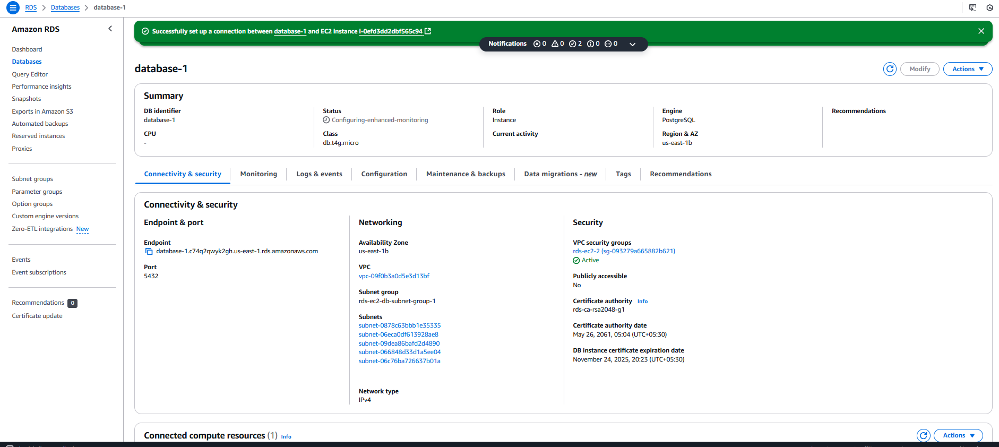 RDS > Databases > database-1
Amazon RDS
Dashboard
Databases
Query Editor
Performance insights
Snapshots
Exports in Amazon S3
Automated backups
Reserved instances
Proxies
Subnet groups
Parameter groups
Option groups
Custom engine versions
Zero-ETL integrations New
Events
Event subscriptions
Recommendations 0
Certificate update
Successfully set up a connection between database-1 and EC2 instance i-0efd3dd2dbf565c94
Notifications 0 0 2 0 0
database-1
Modify
Actions
Summary
DB identifier
database-1
CPU
-
Status
Configuring-enhanced-monitoring
Class
db.t4g.micro
Role
Instance
Current activity
Engine
PostgreSQL
Region & AZ
us-east-1b
Recommendations
Connectivity & security
Monitoring
Logs & events
Configuration
Maintenance & backups
Data migrations - new
Tags
Recommendations
Connectivity & security
Endpoint & port
Endpoint
database-1.c74q2qwyk2gh.us-east-1.rds.amazonaws.com
Port
5432
Networking
Availability Zone
us-east-1b
VPC
vpc-09f0b3a0d5e3d13bf
Subnet group
rds-ec2-db-subnet-group-1
Subnets
subnet-0878c63bbb1e35335
subnet-06eca0df613928ae8
subnet-09dea86bafd2d4890
subnet-066848d33d1a5ee04
subnet-06c76ba726637b01a
Network type
IPv4
Security
VPC security groups
rds-ec2-2 (sg-093279a665882b621)
Active
Publicly accessible
No
Certificate authority Info
rds-ca-rsa2048-g1
Certificate authority date
May 26, 2061, 05:04 (UTC+05:30)
DB instance certificate expiration date
November 24, 2025, 20:23 (UTC+05:30)
Connected compute resources (1) Info
Actions